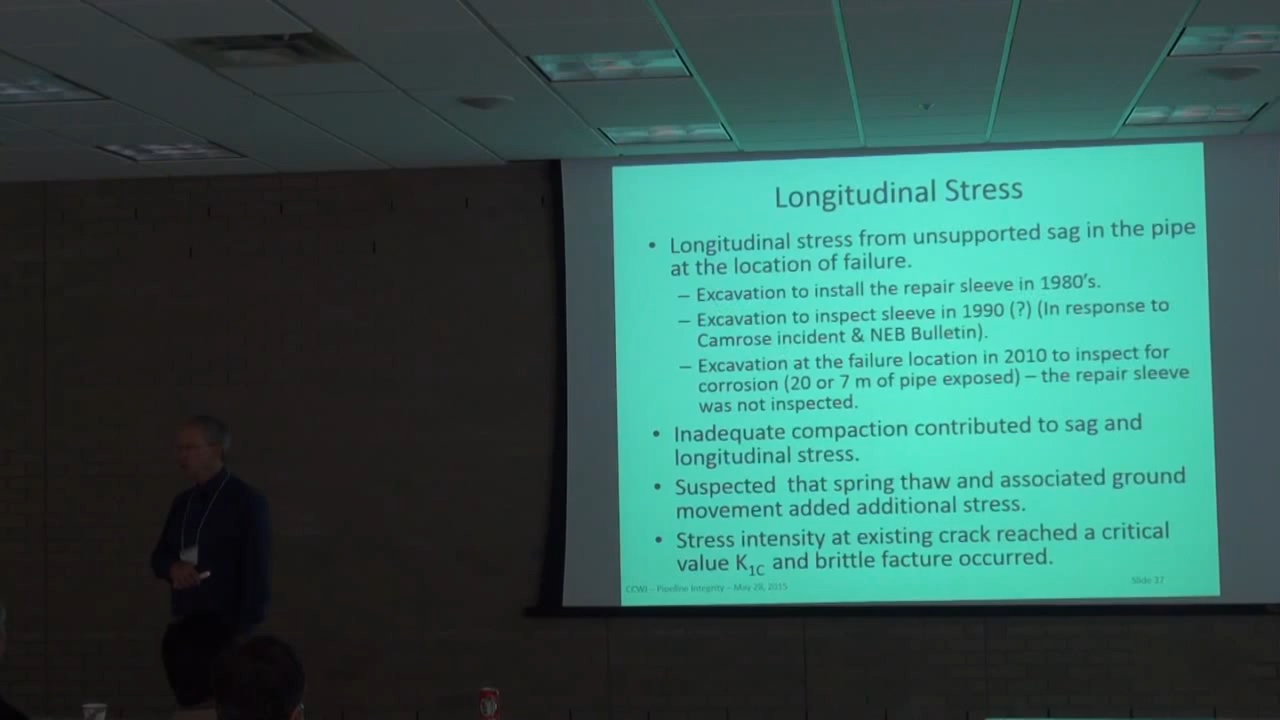 Longitudinal Stress
• Longitudinal stress from unsupported sag in the pipe
at the location of failure.
– Excavation to install the repair sleeve in 1980's.
– Excavation to inspect sleeve in 1990 (?) (In response to
Camrose incident & NEB Bulletin).
– Excavation at the failure location in 2010 to inspect for
corrosion (20 or 7 m of pipe exposed) – the repair sleeve
was not inspected.
• Inadequate compaction contributed to sag and
longitudinal stress.
• Suspected that spring thaw and associated ground
movement added additional stress.
• Stress intensity at existing crack reached a critical
value K1C and brittle facture occurred.
CCWJ – Pipeline Integrity – May 28, 2015
Slide 37